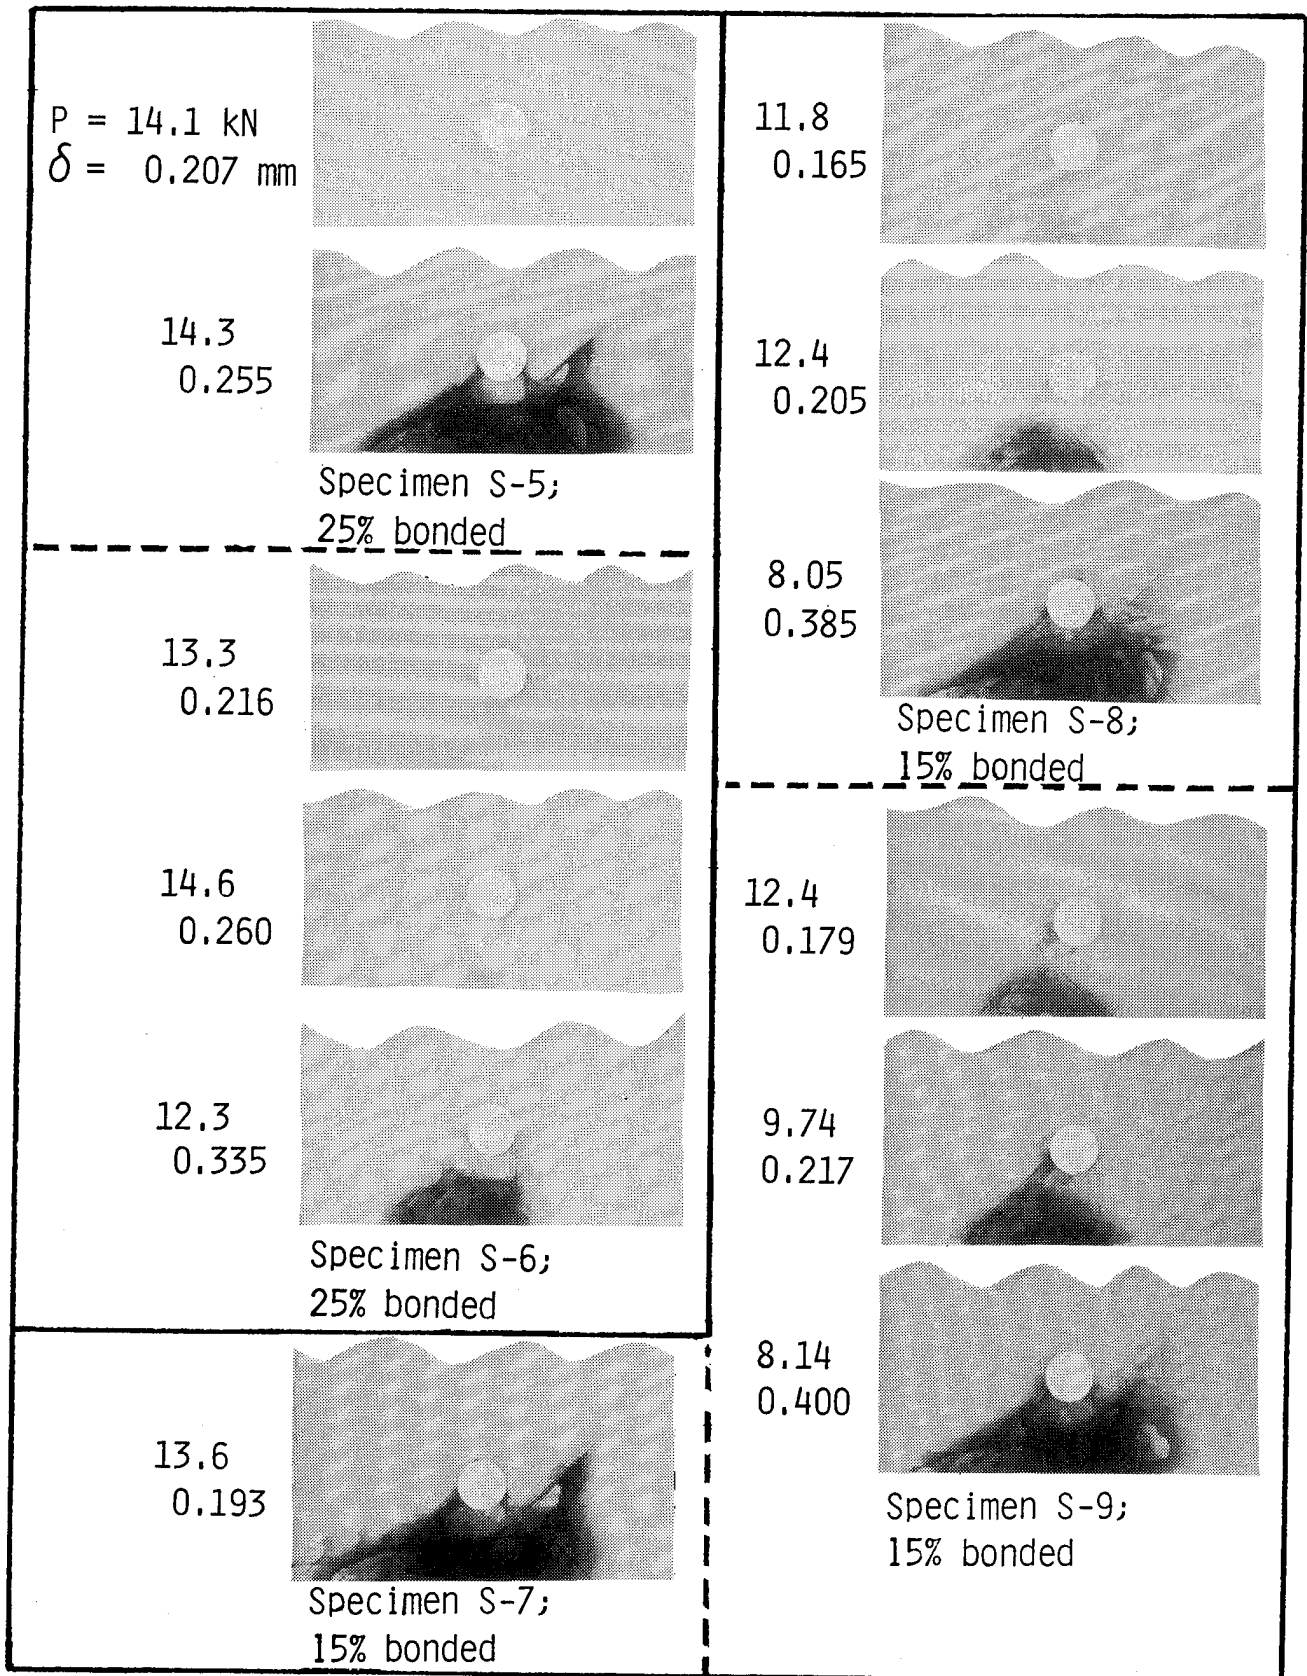 P = 14.1 kN
δ = 0.207 mm
14.3
0.255
Specimen S-5;
25% bonded
13.3
0.216
14.6
0.260
12.3
0.335
Specimen S-6;
25% bonded
13.6
0.193
Specimen S-7;
15% bonded
11.8
0.165
12.4
0.205
8.05
0.385
Specimen S-8;
15% bonded
12.4
0.179
9.74
0.217
8.14
0.400
Specimen S-9;
15% bonded